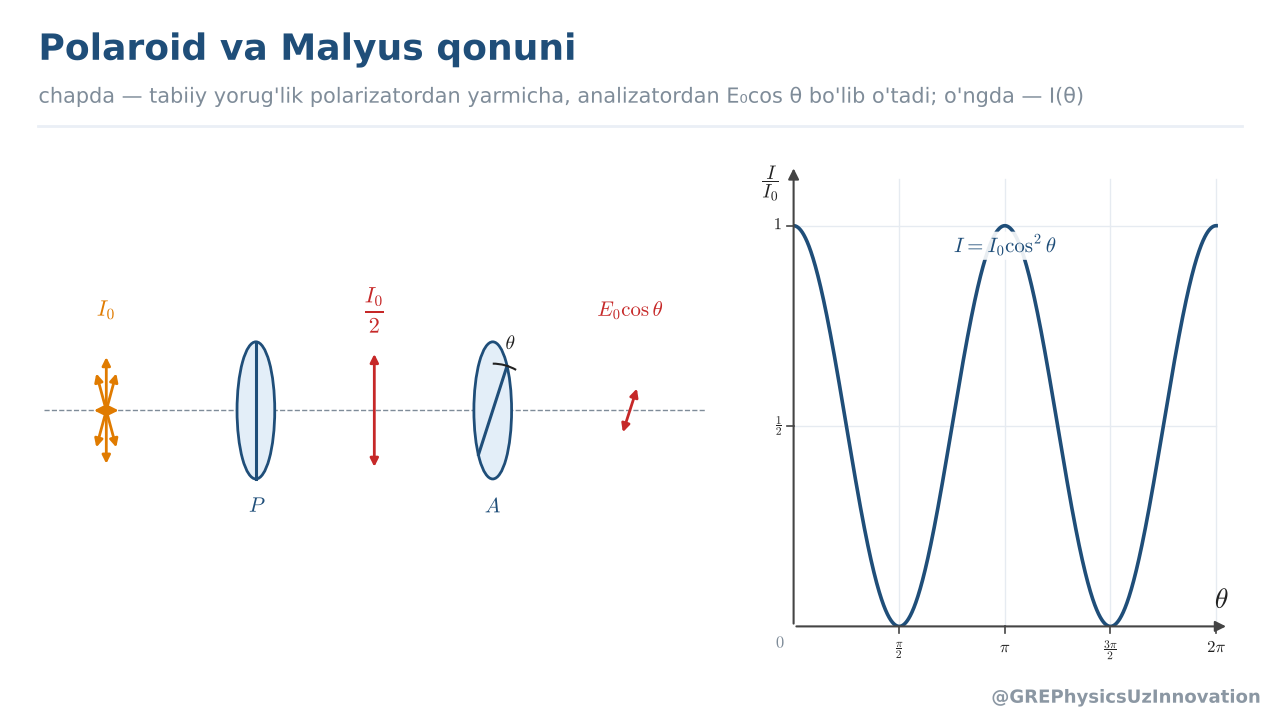 Polaroid va Malyus qonuni
chapda — tabiiy yorug'lik polarizatordan yarmicha, analizatordan E₀cos θ bo'lib o'tadi; o'ngda — I(θ)
I₀
I₀/2
θ
E₀cos θ
P
A
I/I₀
1
I = I₀cos² θ
1/2
θ
0
π/2
π
3π/2
2π
@GREPhysicsUzInnovation